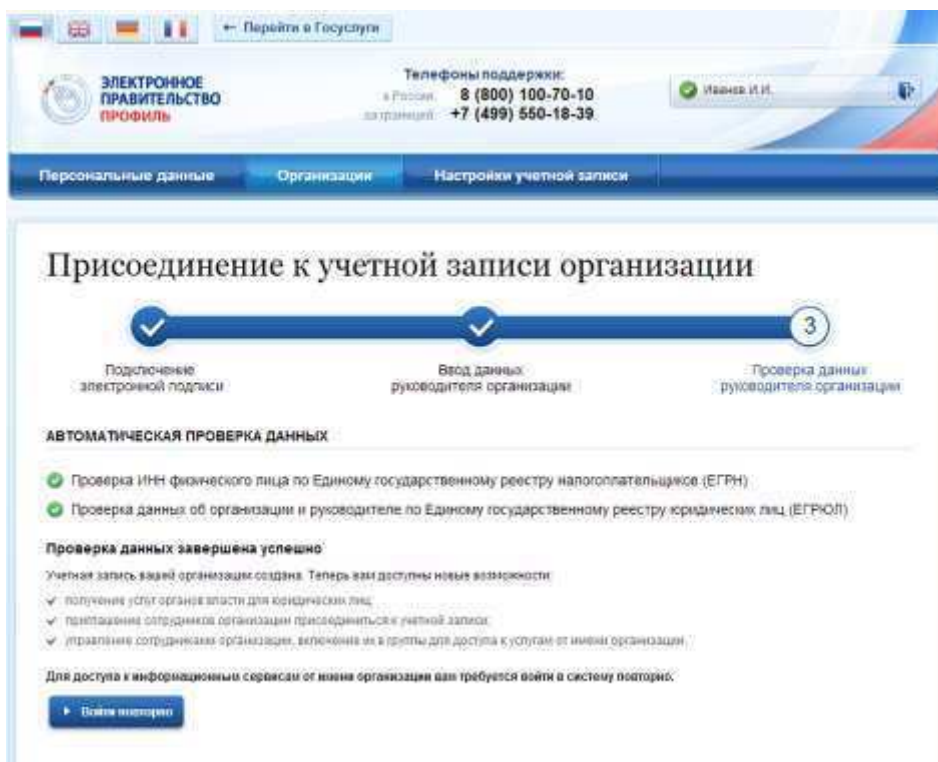 ← Перейти в Госуслуги
ЭЛЕКТРОННОЕ
ПРАВИТЕЛЬСТВО
ПРОФИЛЬ
Телефоны поддержки:
в России: 8 (800) 100-70-10
за границей: +7 (499) 550-18-39
Иванов И.И.
Персональные данные Организации Настройки учетной записи
Присоединение к учетной записи организации
3
Подключение
электронной подписи
Ввод данных
руководителя организации
Проверка данных
руководителя организации
АВТОМАТИЧЕСКАЯ ПРОВЕРКА ДАННЫХ
Проверка ИНН физического лица по Единому государственному реестру налогоплательщиков (ЕГРН)
Проверка данных об организации и руководителе по Единому государственному реестру юридических лиц (ЕГРЮЛ)
Проверка данных завершена успешно
Учетная запись вашей организации создана. Теперь вам доступны новые возможности:
получение услуг органов власти для юридических лиц;
приглашение сотрудников организации присоединиться к учетной записи;
управление сотрудниками организации, включение их в группы для доступа к услугам от имени организации.
Для доступа к информационным сервисам от имени организации вам требуется войти в систему повторно.
Войти повторно